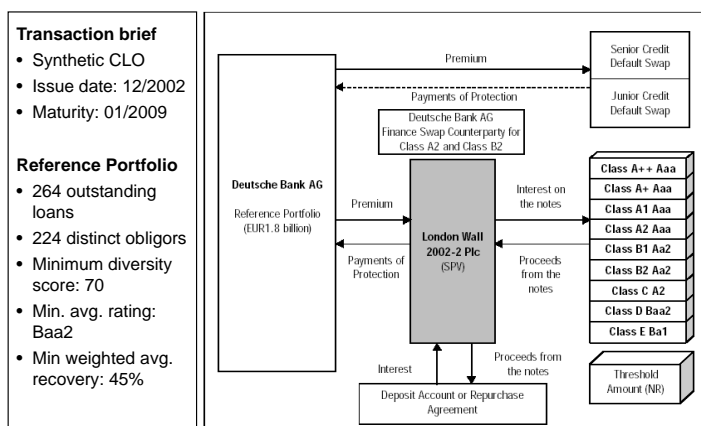 Transaction brief
• Synthetic CLO
• Issue date: 12/2002
• Maturity: 01/2009
Reference Portfolio
• 264 outstanding
loans
• 224 distinct obligors
• Minimum diversity
score: 70
• Min. avg. rating:
Baa2
• Min weighted avg.
recovery: 45%
Premium
Payments of Protection
Senior Credit
Default Swap
Junior Credit
Default Swap
Deutsche Bank AG
Finance Swap Counterparty for
Class A2 and Class B2
Deutsche Bank AG
Reference Portfolio
(EUR1.8 billion)
Premium
Payments of
Protection
London Wall
2002-2 Plc
(SPV)
Interest on
the notes
Proceeds
from the
notes
Class A++ Aaa
Class A+ Aaa
Class A1 Aaa
Class A2 Aaa
Class B1 Aa2
Class B2 Aa2
Class C A2
Class D Baa2
Class E Ba1
Interest
Proceeds from
the notes
Deposit Account or Repurchase
Agreement
Threshold
Amount (NR)